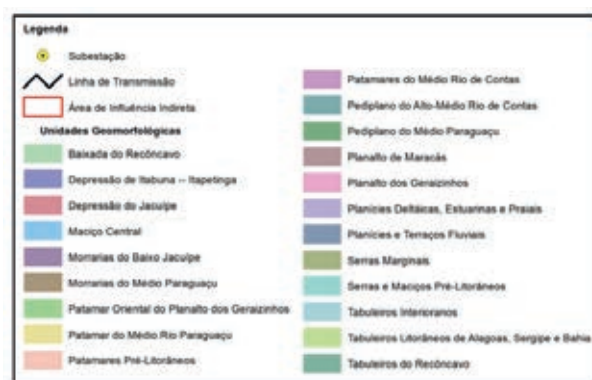 Legenda
Subestação
Linha de Transmissão
Área de Influência Indireta
Unidades Geomorfológicas
Baixada do Recôncavo
Depressão de Itabuna -- Itapetinga
Depressão do Jacuípe
Maciço Central
Morrarias do Baixo Jacuípe
Morrarias do Médio Paraguaçu
Patamar Oriental do Planalto dos Geraizinhos
Patamar do Médio Rio Paraguaçu
Patamares Pré-Litorâneos
Patamares do Médio Rio de Contas
Pediplano do Alto-Médio Rio de Contas
Pediplano do Médio Paraguaçu
Planalto de Maracás
Planalto dos Geraizinhos
Planícies Deltáicas, Estuarinas e Praiais
Planícies e Terraços Fluviais
Serras Marginais
Serras e Maciços Pré-Litorâneos
Tabuleiros Interioranos
Tabuleiros Litorâneos de Alagoas, Sergipe e Bahia
Tabuleiros do Recôncavo